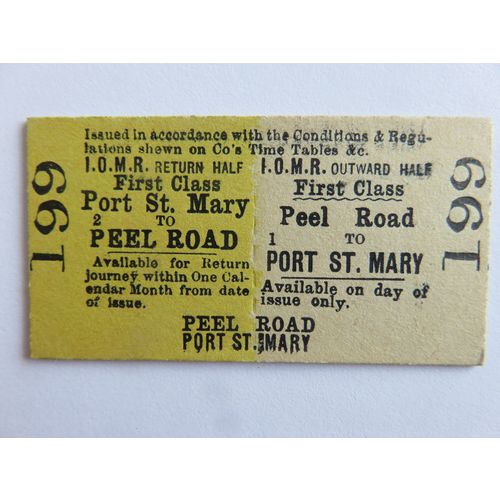 Issued in accordance with the Conditions & Regu-
lations shewn on Co's Time Tables &c.
199
I.O.M.R. RETURN HALF
First Class
Port St. Mary
2 TO
PEEL ROAD
Available for Return
journey within One Cal-
endar Month from date
of issue.
I.O.M.R. OUTWARD HALF
First Class
Peel Road
1 TO
PORT ST. MARY
Available on day of
issue only.
199
PEEL ROAD
PORT ST. MARY